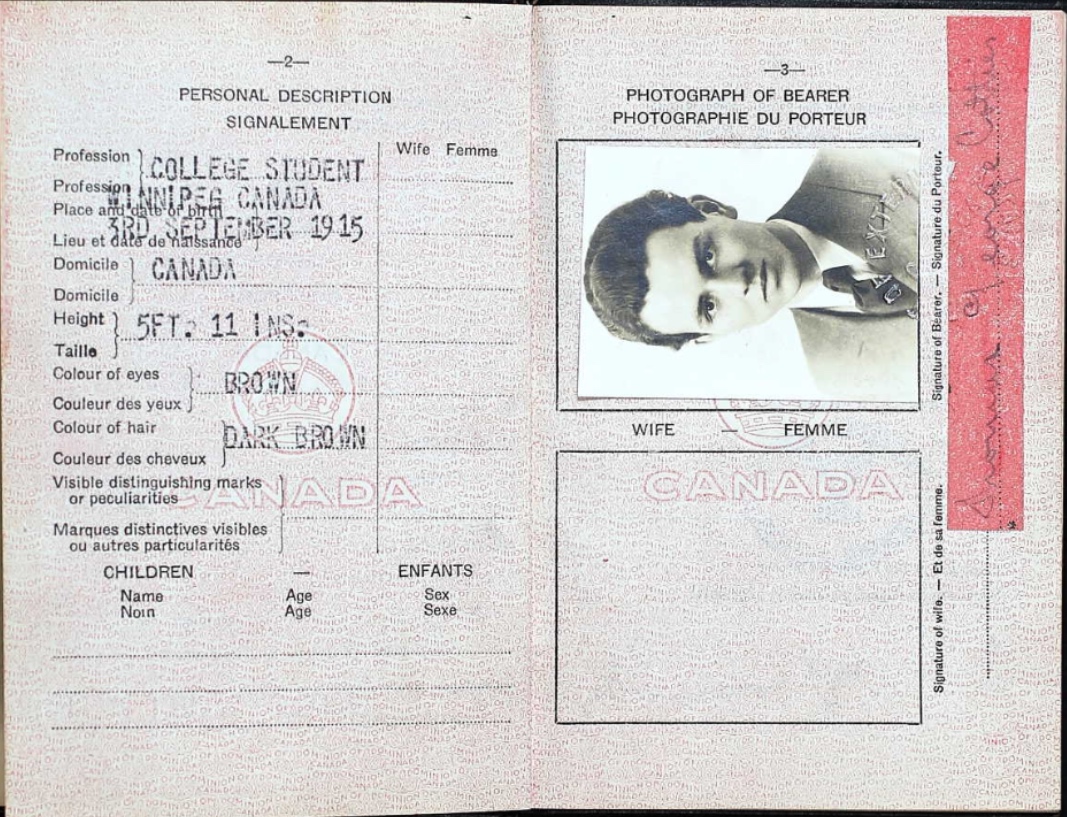 —2—
PERSONAL DESCRIPTION
SIGNALEMENT
Wife Femme
Profession
COLLEGE STUDENT
Profession
WINNIPEG CANADA
Place and date of birth
3RD SEPTEMBER 1915
Lieu et date de naissance
Domicile
CANADA
Domicile
Height
5FT. 11 INS.
Taille
Colour of eyes
BROWN
Couleur des yeux
Colour of hair
DARK BROWN
Couleur des cheveux
Visible distinguishing marks
or peculiarities
CANADA
Marques distinctives visibles
ou autres particularités
CHILDREN — ENFANTS
Name Age Sex
Nom Age Sexe
—3—
PHOTOGRAPH OF BEARER
PHOTOGRAPHIE DU PORTEUR
WIFE — FEMME
CANADA
Signature of Bearer. — Signature du Porteur.
George
Signature of wife. — Et de sa femme.